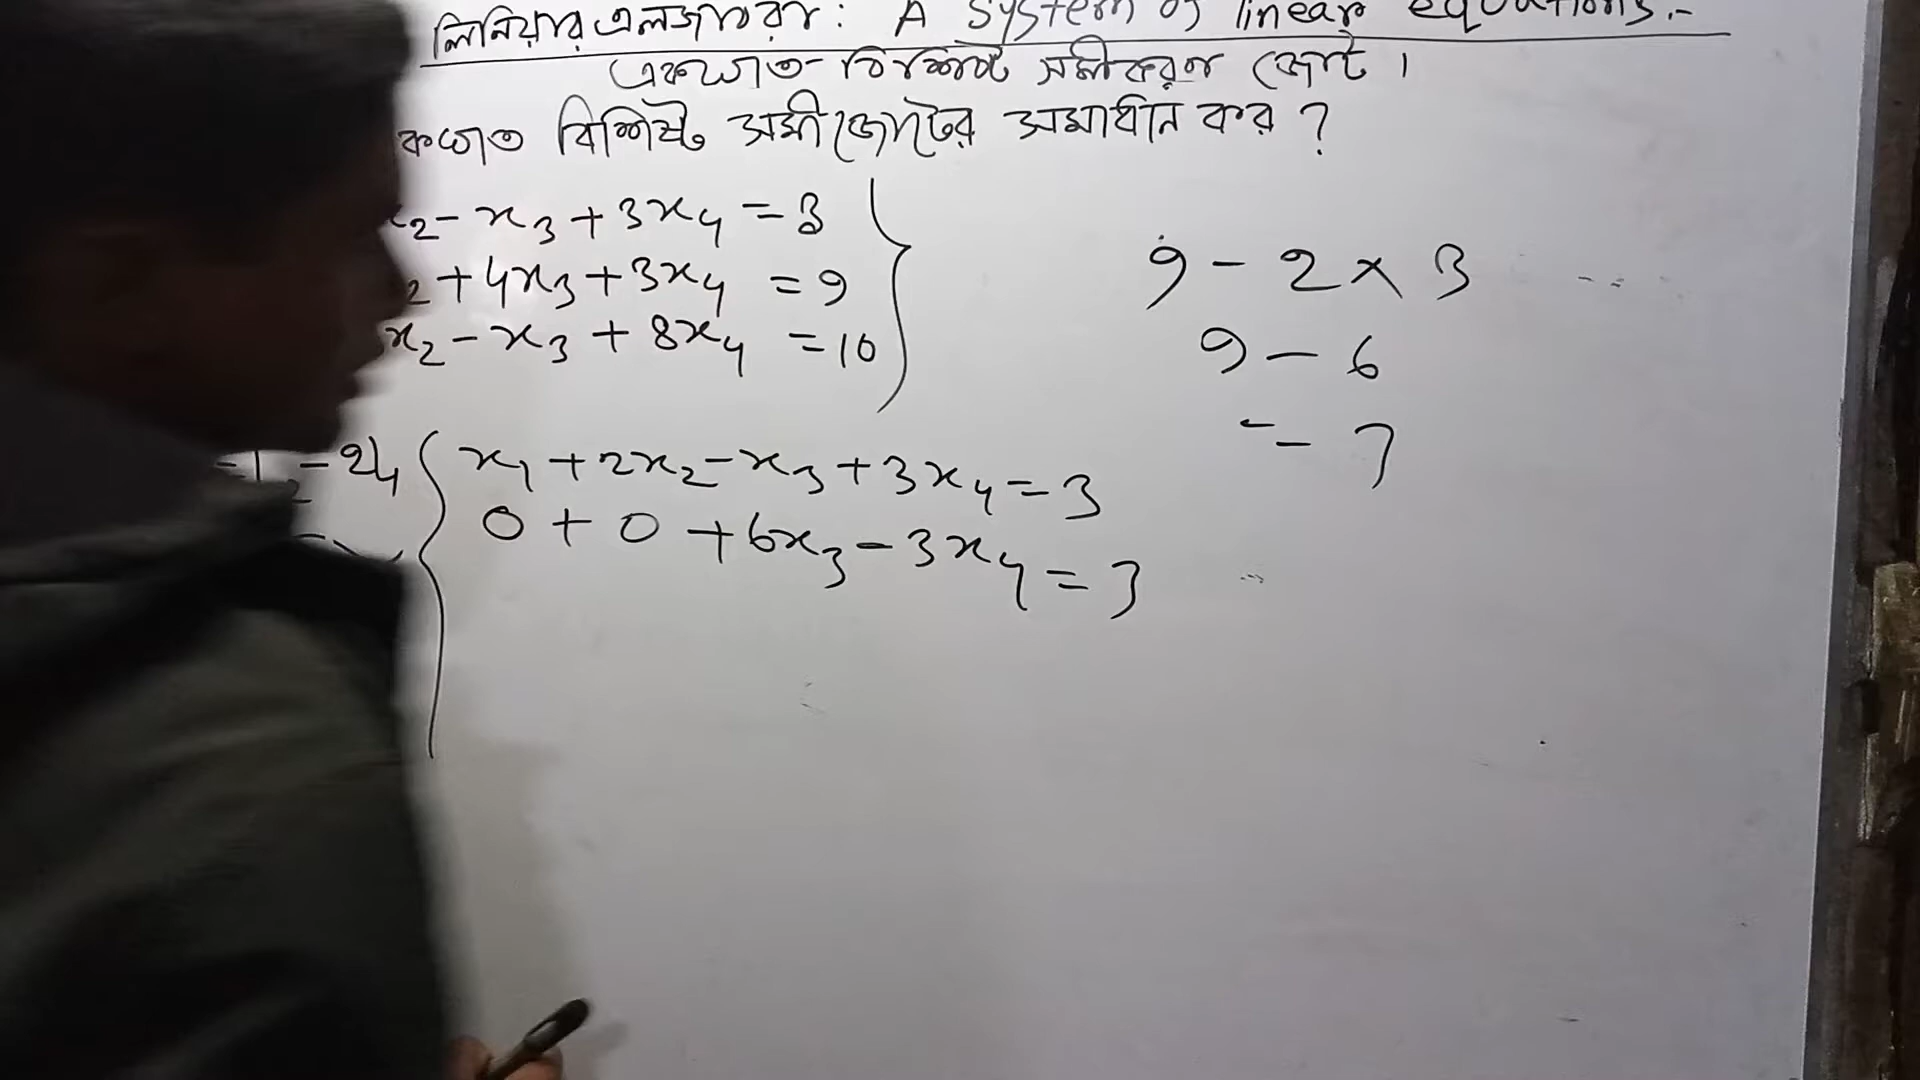 লিনিয়ার এলজাবরা: A System of linear equations.-
একঘাত বিশিষ্ট সমীকরণ জোট।
কঘাত বিশিষ্ট সমীজোটের সমাধান কর?
x₂ - x₃ + 3x₄ = 3
₂ + 4x₃ + 3x₄ = 9
x₂ - x₃ + 8x₄ = 10
9 - 2 × 3
9 - 6
= 7
x₁ + 2x₂ - x₃ + 3x₄ = 3
0 + 0 + 6x₃ - 3x₄ = 3